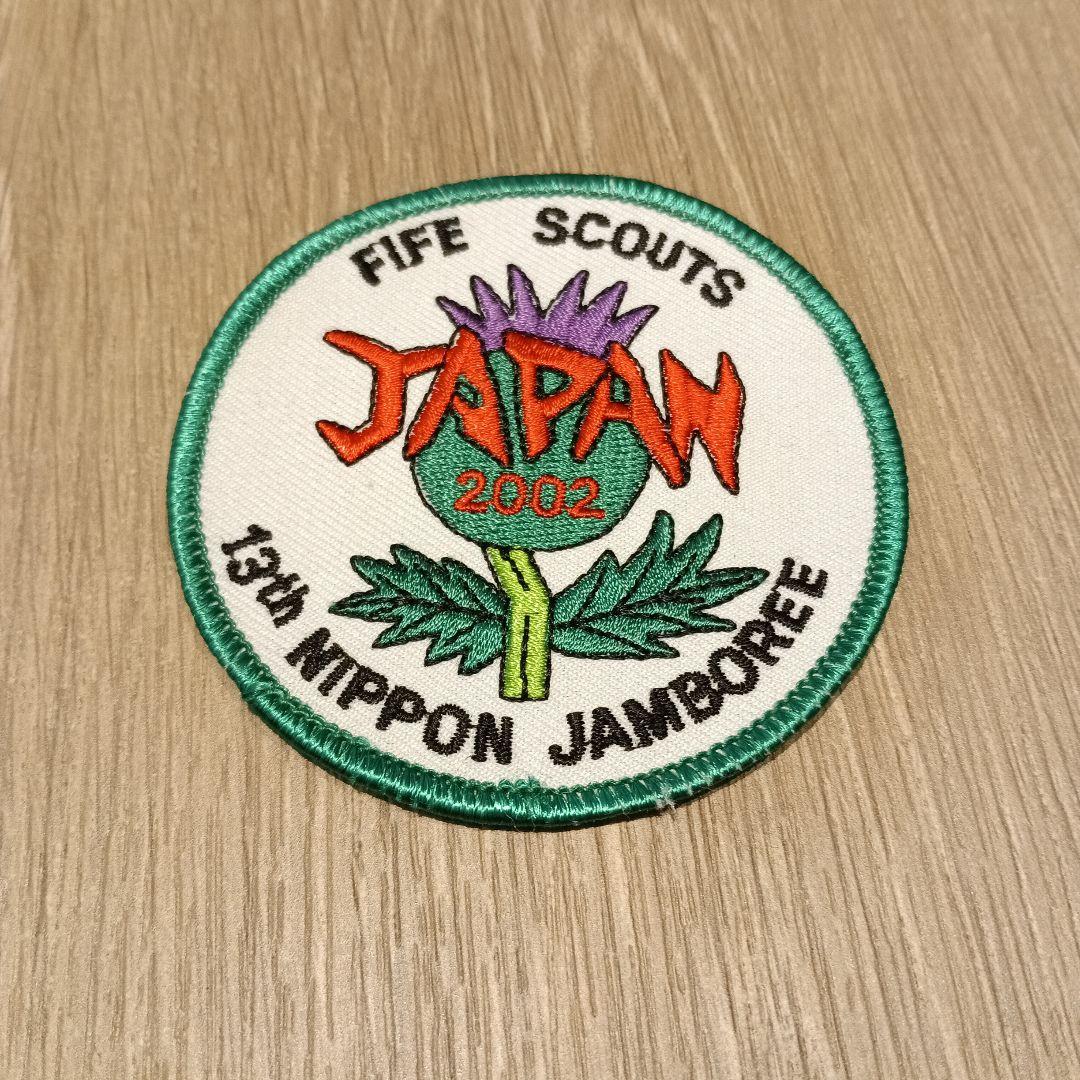 FIFE SCOUTS
JAPAN
2002
13th NIPPON JAMBOREE